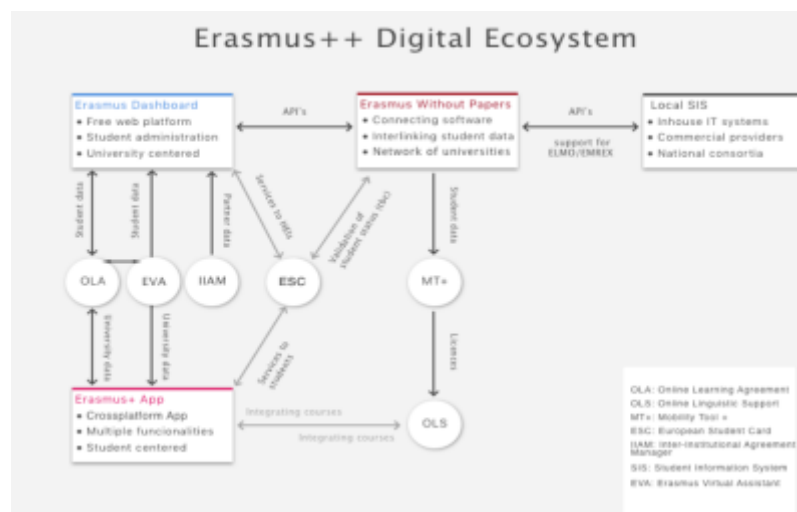 Erasmus++ Digital Ecosystem
Erasmus Dashboard
• Free web platform
• Student administration
• University centered
API's
Erasmus Without Papers
• Connecting software
• Interlinking student data
• Network of universities
API's
support for
ELMO/EMREX
Local SIS
• Inhouse IT systems
• Commercial providers
• National consortia
Student data
Student data
Partner data
Services to HEIs
Validation of
student status (tbc)
Student data
OLA
EVA
IIAM
ESC
MT+
University data
University data
Services to
students
Licences
Erasmus+ App
• Crossplatform App
• Multiple funcionalities
• Student centered
Integrating courses
Integrating courses
OLS
OLA: Online Learning Agreement
OLS: Online Linguistic Support
MT+: Mobility Tool +
ESC: European Student Card
IIAM: Inter-Institutional Agreement
Manager
SIS: Student Information System
EVA: Erasmus Virtual Assistant